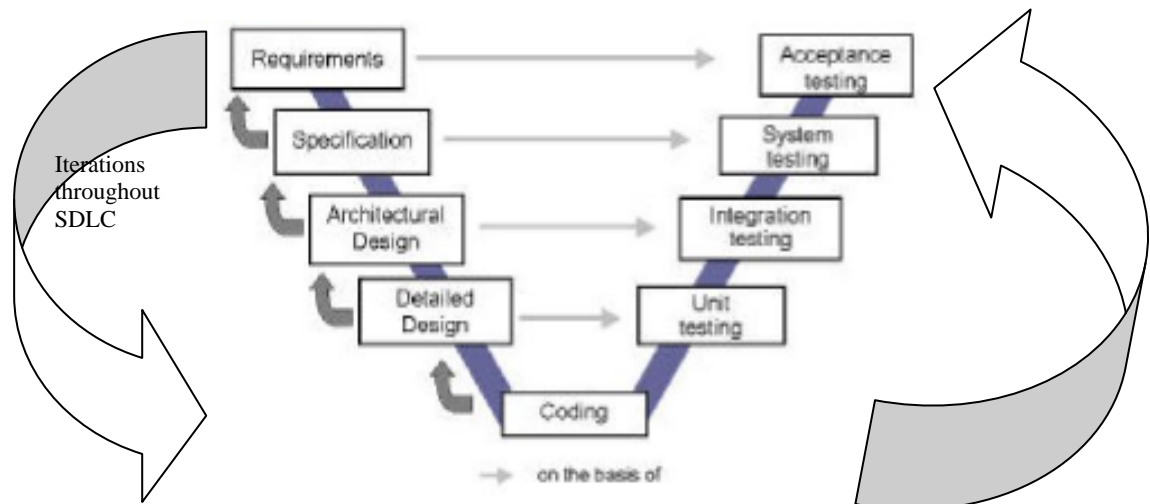 Requirements
Acceptance
testing
Specification
System
testing
Iterations
throughout
SDLC
Architectural
Design
Integration
testing
Detailed
Design
Unit
testing
Coding
on the basis of